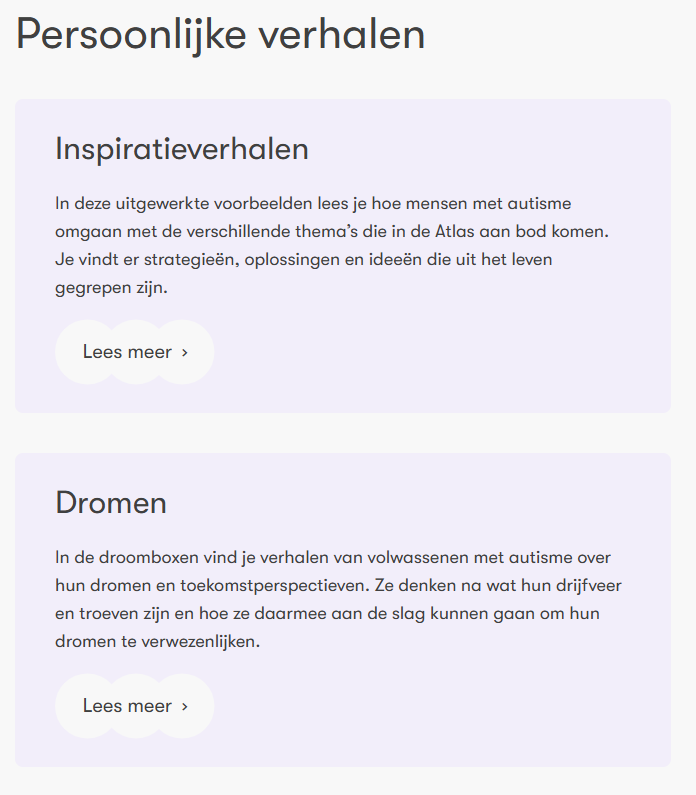 Persoonlijke verhalen
Inspiratieverhalen
In deze uitgewerkte voorbeelden lees je hoe mensen met autisme
omgaan met de verschillende thema’s die in de Atlas aan bod komen.
Je vindt er strategieën, oplossingen en ideeën die uit het leven
gegrepen zijn.
Lees meer ›
Dromen
In de droomboxen vind je verhalen van volwassenen met autisme over
hun dromen en toekomstperspectieven. Ze denken na wat hun drijfveer
en troeven zijn en hoe ze daarmee aan de slag kunnen gaan om hun
dromen te verwezenlijken.
Lees meer ›